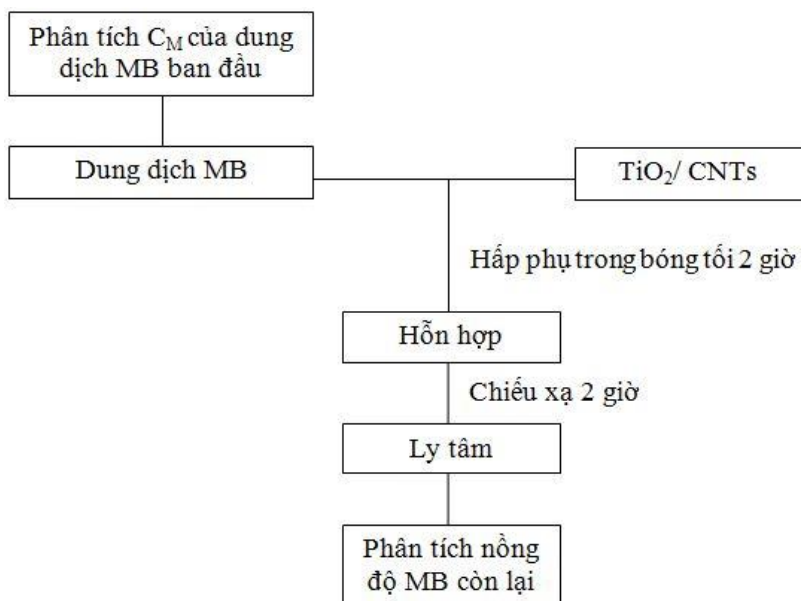 Phân tích C_M của dung
dịch MB ban đầu
Dung dịch MB
TiO₂/ CNTs
Hấp phụ trong bóng tối 2 giờ
Hỗn hợp
Chiếu xạ 2 giờ
Ly tâm
Phân tích nồng
độ MB còn lại